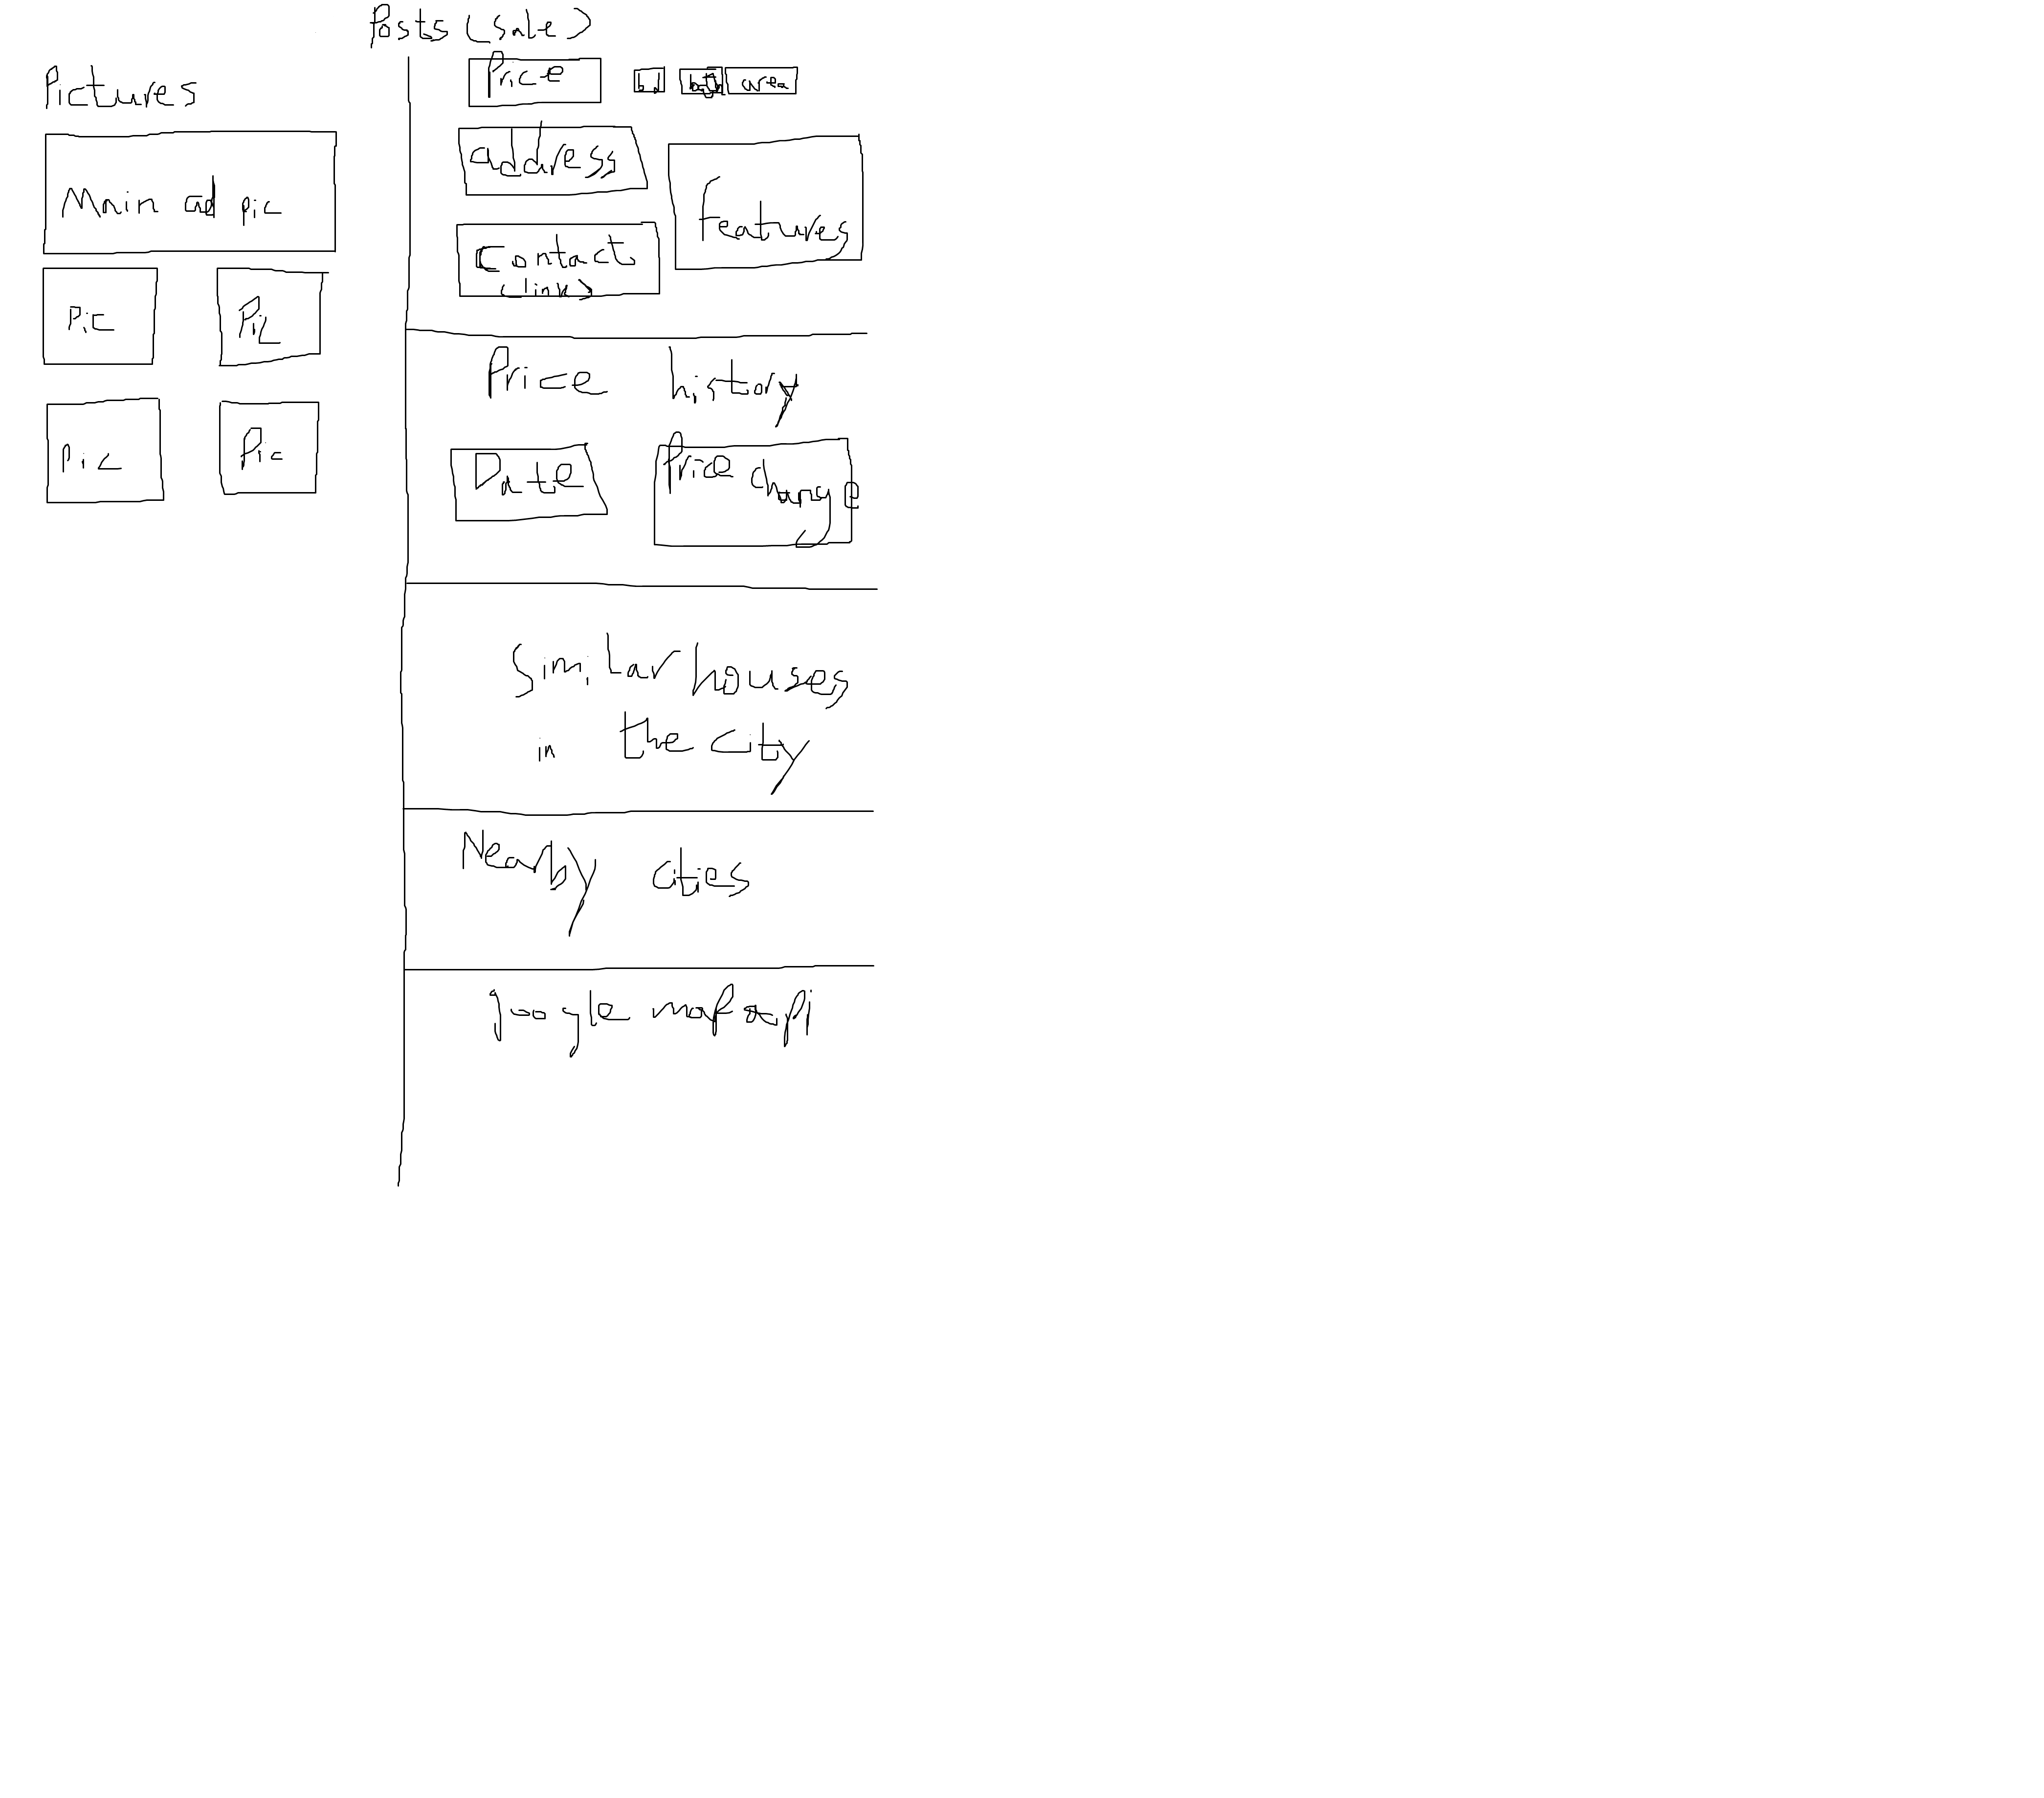 Posts (sale)
Pictures
Main ad pic
Pic
Pic
Pic
Pic
Price
bd
bath
area
address
features
Contact
(link)
Price history
Date
Price change
Similar houses
in the city
Nearby cities
google map api